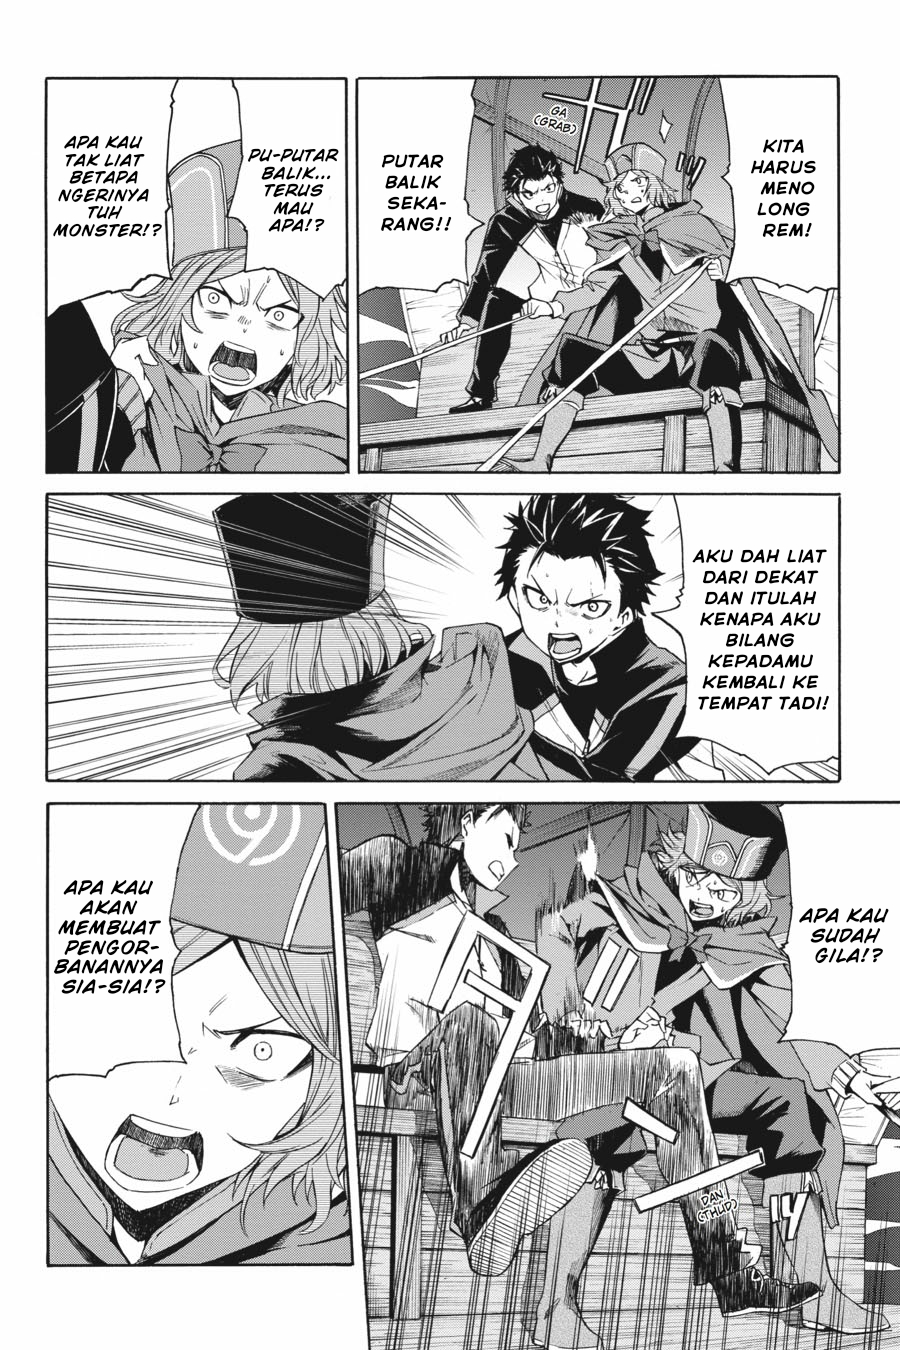 KITA
HARUS
MENO
LONG
REM!
GA
(GRAB)
ガッ
PUTAR
BALIK
SEKA-
RANG!!
PU-PUTAR
BALIK...
TERUS
MAU
APA!?
APA KAU
TAK LIAT
BETAPA
NGERINYA
TUH
MONSTER!?
AKU DAH LIAT
DARI DEKAT
DAN ITULAH
KENAPA AKU
BILANG
KEPADAMU
KEMBALI KE
TEMPAT TADI!
APA KAU
SUDAH
GILA!?
DAN
(THUD)
APA KAU
AKAN
MEMBUAT
PENGOR-
BANANNYA
SIA-SIA!?